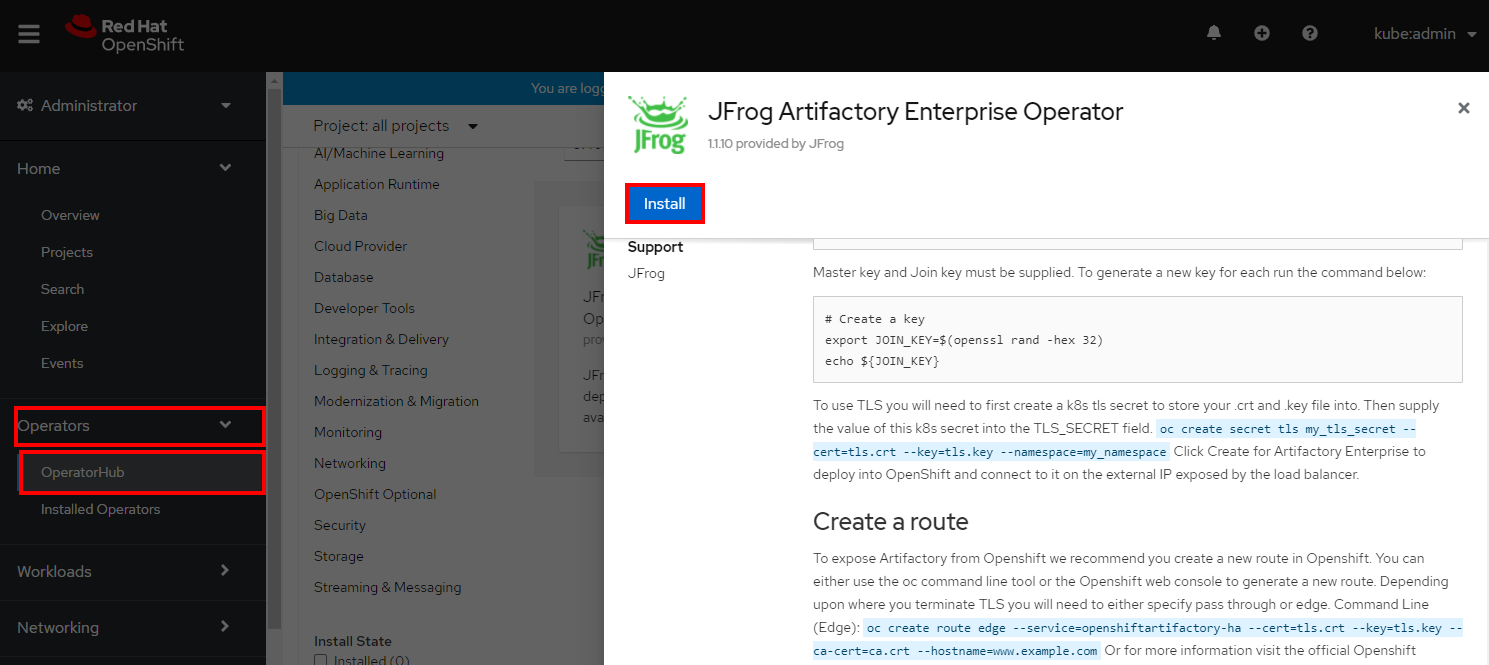 Red Hat
OpenShift
kube:admin
Administrator
Home
Overview
Projects
Search
Explore
Events
Operators
OperatorHub
Installed Operators
Workloads
Networking
You are logg
Project: all projects
AI/Machine Learning
Application Runtime
Big Data
Cloud Provider
Database
Developer Tools
Integration & Delivery
Logging & Tracing
Modernization & Migration
Monitoring
Networking
OpenShift Optional
Security
Storage
Streaming & Messaging
Install State
Installed (0)
JFr
JFr
Op
pro
JFr
dep
ava
JFrog
JFrog Artifactory Enterprise Operator
1.1.10 provided by JFrog
Install
Support
JFrog
Master key and Join key must be supplied. To generate a new key for each run the command below:
# Create a key
export JOIN_KEY=$(openssl rand -hex 32)
echo ${JOIN_KEY}
To use TLS you will need to first create a k8s tls secret to store your .crt and .key file into. Then supply
the value of this k8s secret into the TLS_SECRET field. oc create secret tls my_tls_secret --
cert=tls.crt --key=tls.key --namespace=my_namespace Click Create for Artifactory Enterprise to
deploy into OpenShift and connect to it on the external IP exposed by the load balancer.
Create a route
To expose Artifactory from Openshift we recommend you create a new route in Openshift. You can
either use the oc command line tool or the Openshift web console to generate a new route. Depending
upon where you terminate TLS you will need to either specify pass through or edge. Command Line
(Edge): oc create route edge --service=openshiftartifactory-ha --cert=tls.crt --key=tls.key --
ca-cert=ca.crt --hostname=www.example.com Or for more information visit the official Openshift